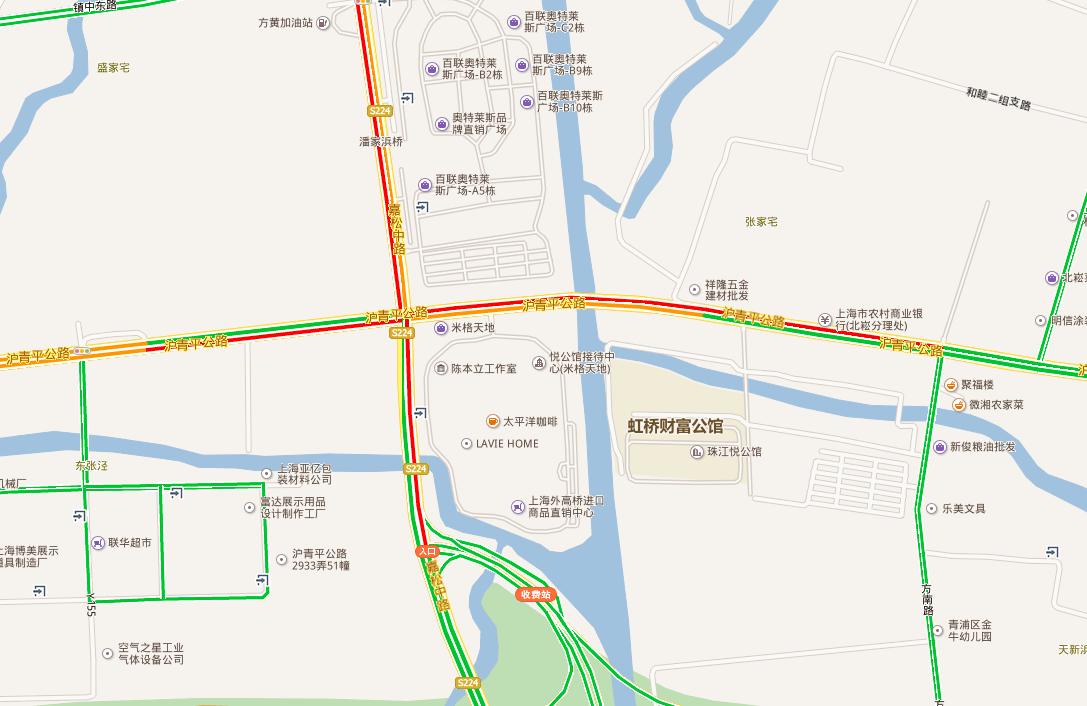 镇中东路
方黄加油站
百联奥特莱
斯广场-C2栋
盛家宅
百联奥特莱
斯广场-B2栋
百联奥特莱
斯广场-B9栋
和睦二组支路
S224
百联奥特莱斯
广场-B10栋
奥特莱斯品
牌直销广场
潘家浜桥
百联奥特莱
斯广场-A5栋
嘉松中路
张家宅
北崧
祥隆五金
建材批发
沪青平公路
沪青平公路
沪青平公路
上海市农村商业银
行(北崧分理处)
明信涂
S224
米格天地
沪青平公路
沪青平公路
沪青平公路
沪
陈本立工作室
悦公馆接待中
心(米格天地)
聚福楼
微湘农家菜
太平洋咖啡
虹桥财富公馆
LAVIE HOME
珠江悦公馆
新俊粮油批发
东张泾
S224
上海亚亿包
装材料公司
机械厂
富达展示用品
设计制作工厂
上海外高桥进口
商品直销中心
乐美文具
联华超市
上海博美展示
道具制造厂
沪青平公路
2933弄51幢
入口
嘉松中路
收费站
Y155
方南路
青浦区金
牛幼儿园
空气之星工业
气体设备公司
天新浜
S224
方